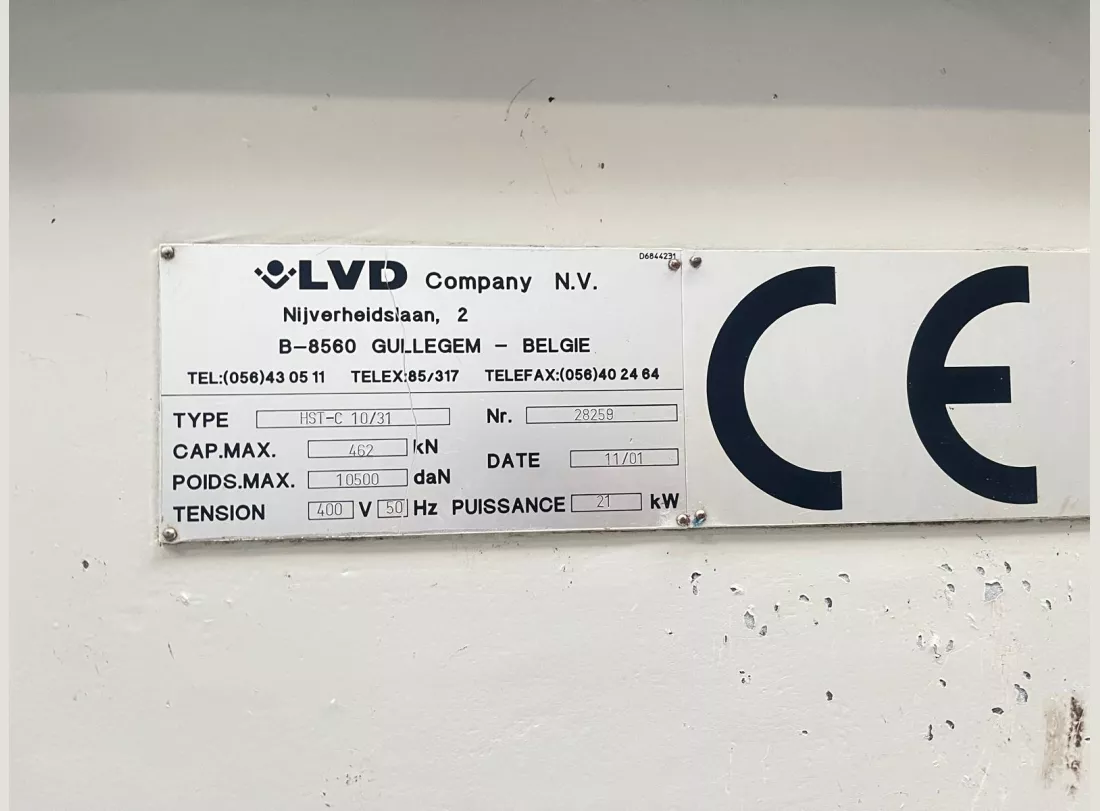 D6844231
LVD Company N.V.
Nijverheidslaan, 2
B-8560 GULLEGEM - BELGIE
TEL:(056)43 05 11 TELEX:85/317 TELEFAX:(056)40 24 64
TYPE HST-C 10/31 Nr. 28259
CAP.MAX. 462 kN
POIDS.MAX. 10500 daN DATE 11/01
TENSION 400 V 50 Hz PUISSANCE 21 kW
CE